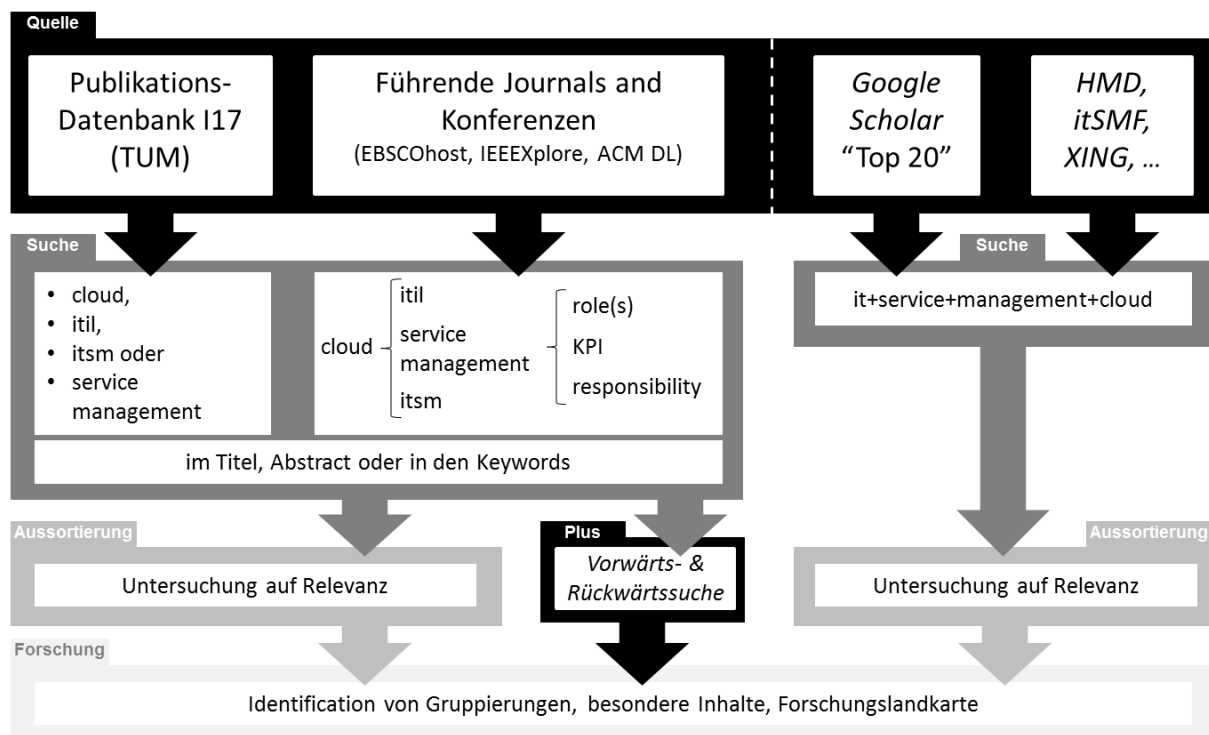 Quelle
Publikations-
Datenbank I17
(TUM)
Führende Journals and
Konferenzen
(EBSCOhost, IEEEXplore, ACM DL)
Google
Scholar
“Top 20”
HMD,
itSMF,
XING, …
Suche
• cloud,
• itil,
• itsm oder
• service
management
cloud
itil
service
management
itsm
role(s)
KPI
responsibility
im Titel, Abstract oder in den Keywords
Suche
it+service+management+cloud
Aussortierung
Untersuchung auf Relevanz
Plus
Vorwärts- &
Rückwärtssuche
Aussortierung
Untersuchung auf Relevanz
Forschung
Identification von Gruppierungen, besondere Inhalte, Forschungslandkarte